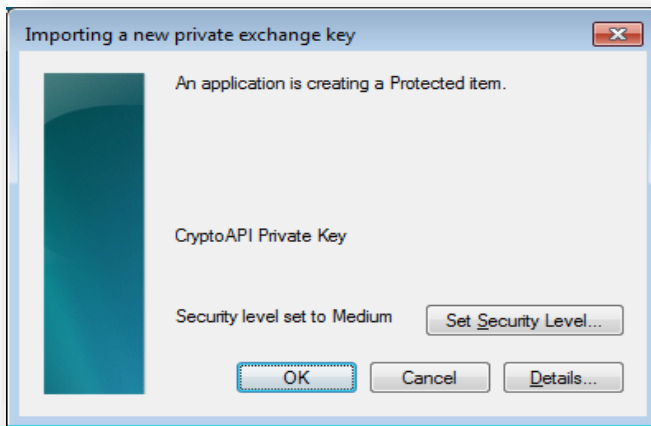 Importing a new private exchange key
An application is creating a Protected item.
CryptoAPI Private Key
Security level set to Medium
Set Security Level...
OK
Cancel
Details...